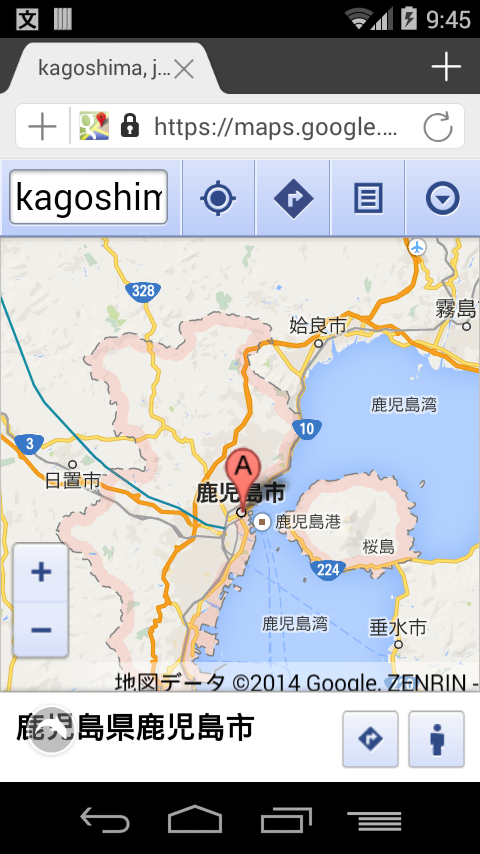 文 9:45
kagoshima, j...
https://maps.google....
kagoshim
328
霧島
姶良市
鹿児島湾
10
3
A
日置市
鹿児島市
鹿児島港
桜島
224
鹿児島湾
垂水市
地図データ ©2014 Google, ZENRIN -
鹿児島県鹿児島市